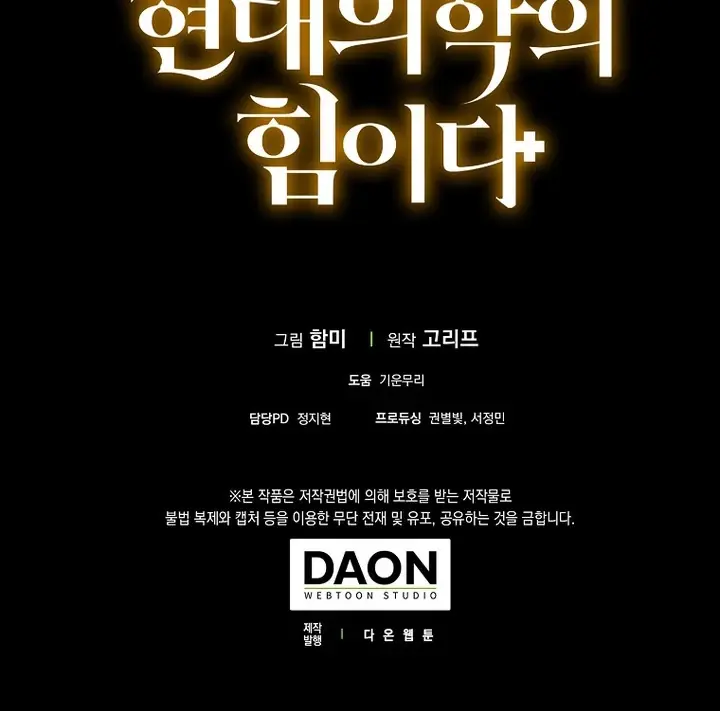 현대의학의
힘이다
그림 함미 | 원작 고리프
도움 기운무리
담당PD 정지현 프로듀싱 권별빛, 서정민
※본 작품은 저작권법에 의해 보호를 받는 저작물로
불법 복제와 캡처 등을 이용한 무단 전재 및 유포, 공유하는 것을 금합니다.
DAON
WEBTOON STUDIO
제작
발행 | 다온웹툰